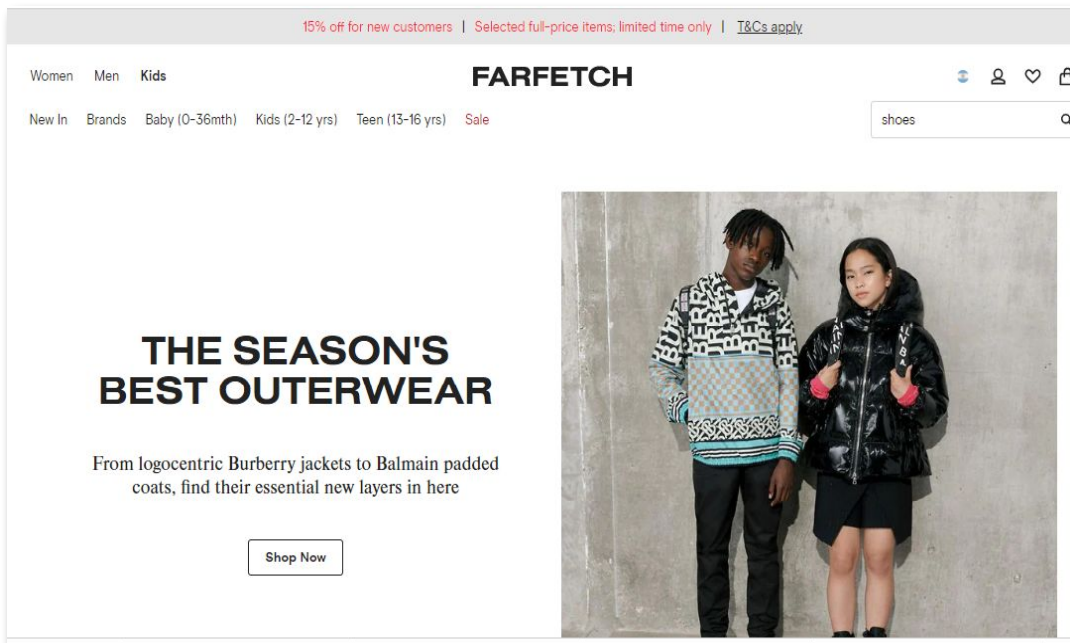 15% off for new customers | Selected full-price items; limited time only | T&Cs apply
Women Men Kids
FARFETCH
New In Brands Baby (0-36mth) Kids (2-12 yrs) Teen (13-16 yrs) Sale
shoes
THE SEASON'S
BEST OUTERWEAR
From logocentric Burberry jackets to Balmain padded
coats, find their essential new layers in here
Shop Now